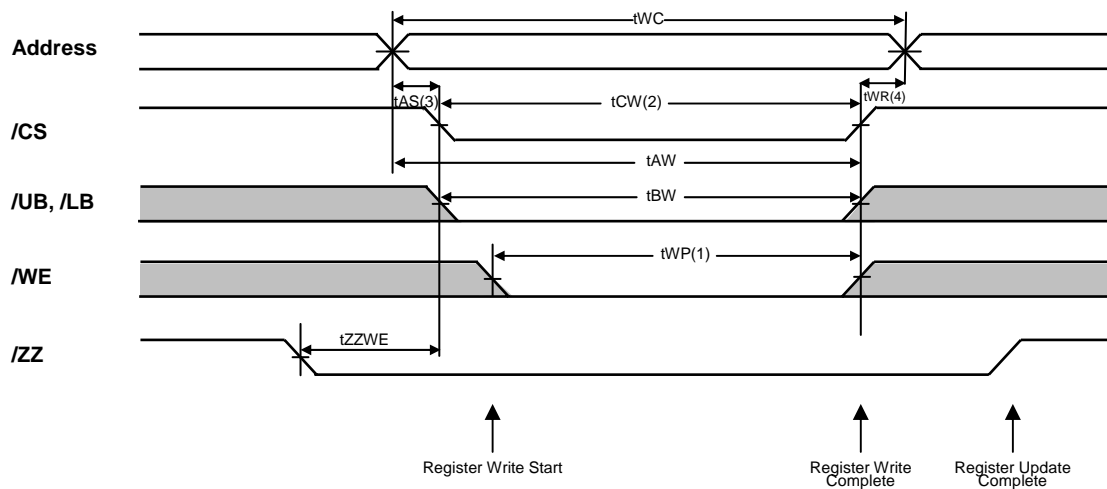 tWC
Address
tAS(3)
tCW(2)
tWR(4)
/CS
tAW
/UB, /LB
tBW
tWP(1)
/WE
tZZWE
/ZZ
Register Write Start
Register Write
Complete
Register Update
Complete